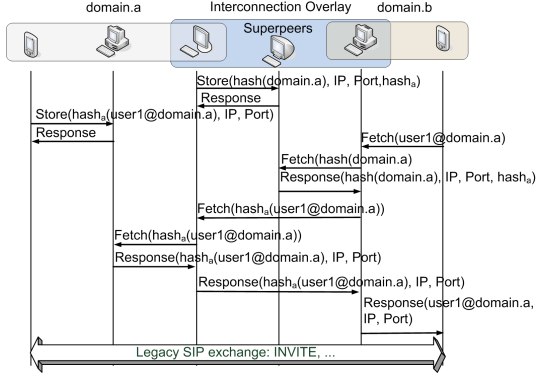 domain.a
Interconnection Overlay
domain.b
Superpeers
Store(hash(domain.a), IP, Port,hashₐ)
Response
Store(hashₐ(user1@domain.a), IP, Port)
Response
Fetch(user1@domain.a)
Fetch(hash(domain.a)
Response(hash(domain.a), IP, Port, hashₐ)
Fetch(hashₐ(user1@domain.a))
Fetch(hashₐ(user1@domain.a))
Response(hashₐ(user1@domain.a), IP, Port)
Response(hashₐ(user1@domain.a), IP, Port)
Response(user1@domain.a,
IP, Port)
Legacy SIP exchange: INVITE, ...